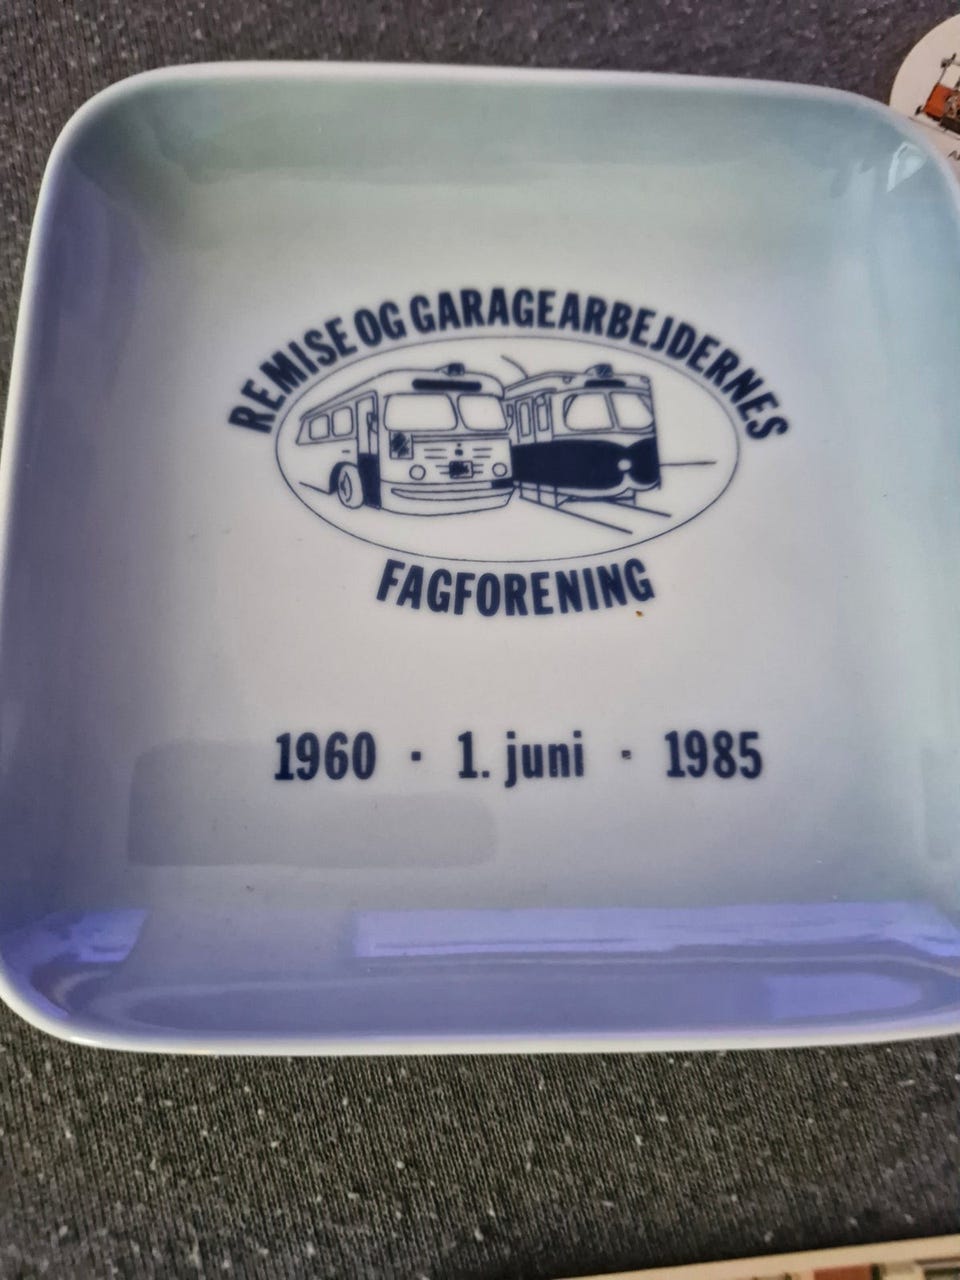 REMISE OG GARAGEARBEJDERNES
FAGFORENING
1960 · 1. juni · 1985